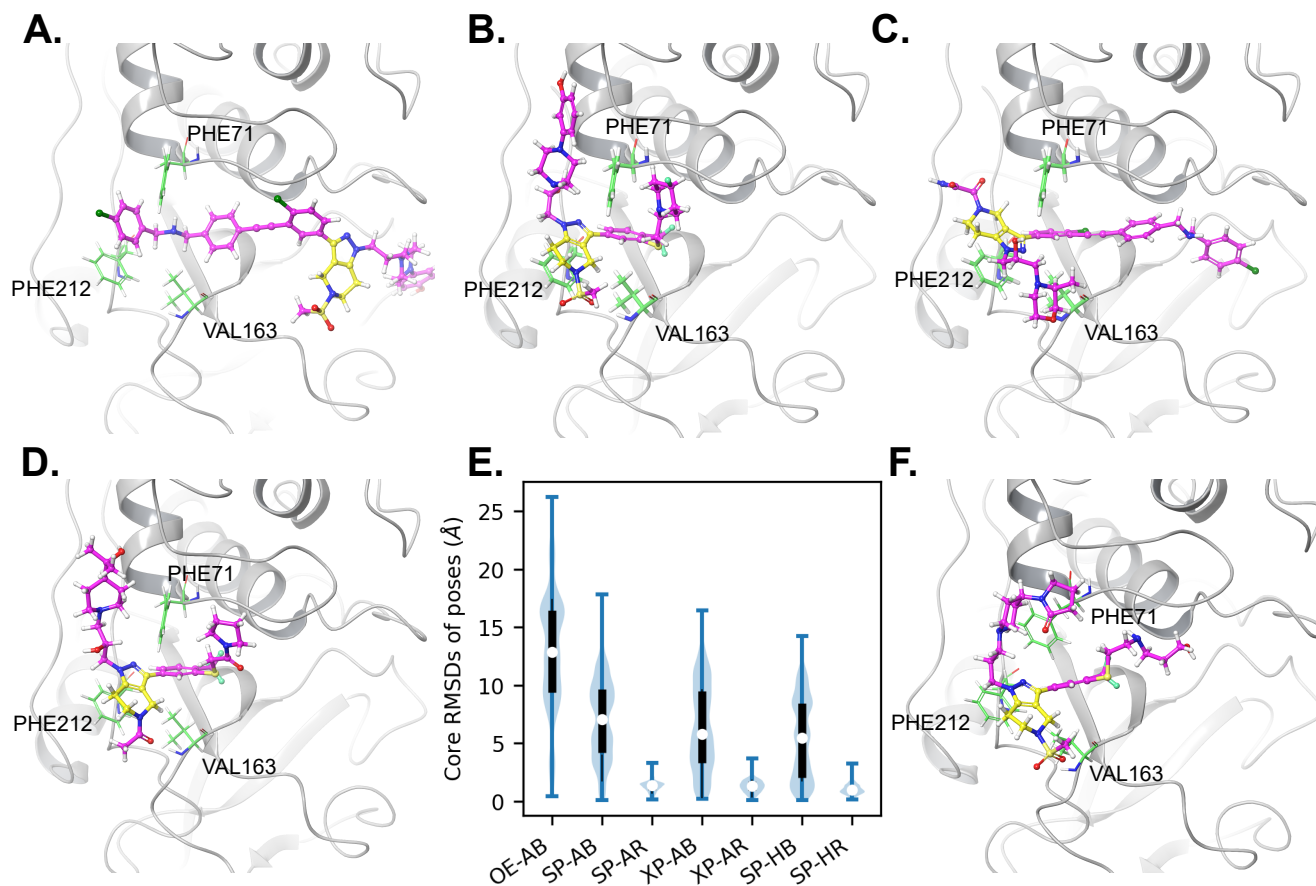 A.
PHE71
PHE212
VAL163
B.
PHE71
PHE212
VAL163
C.
PHE71
PHE212
VAL163
D.
PHE71
PHE212
VAL163
E.
Core RMSDs of poses (Å)
25
20
15
10
5
0
OE-AB
SP-AB
SP-AR
XP-AB
XP-AR
SP-HB
SP-HR
F.
PHE71
PHE212
VAL163